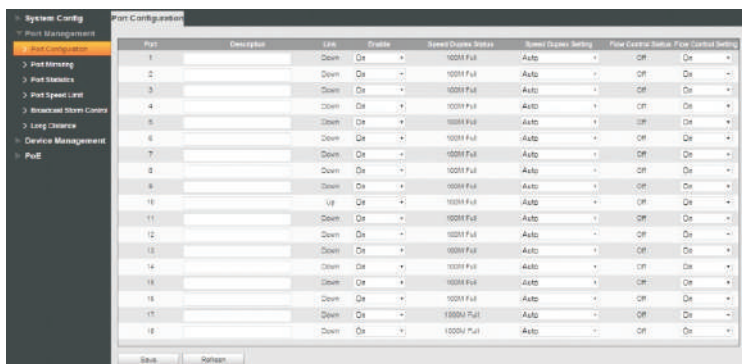 System Config
Port Management
Port Configuration
Port Mirroring
Port Statistics
Port Speed Limit
Broadcast Storm Control
Long Distance
Device Management
PoE
Port Configuration
Port Description Link Enable Speed Duplex Status Speed Duplex Setting Flow Control Status Flow Control Setting
1 Down On 100M Full Auto Off On
2 Down On 100M Full Auto Off On
3 Down On 100M Full Auto Off On
4 Down On 100M Full Auto Off On
5 Down On 100M Full Auto Off On
6 Down On 100M Full Auto Off On
7 Down On 100M Full Auto Off On
8 Down On 100M Full Auto Off On
9 Down On 100M Full Auto Off On
10 Up On 100M Full Auto Off On
11 Down On 100M Full Auto Off On
12 Down On 100M Full Auto Off On
13 Down On 100M Full Auto Off On
14 Down On 100M Full Auto Off On
15 Down On 100M Full Auto Off On
16 Down On 100M Full Auto Off On
17 Down On 1000M Full Auto Off On
18 Down On 1000M Full Auto Off On
Save Refresh